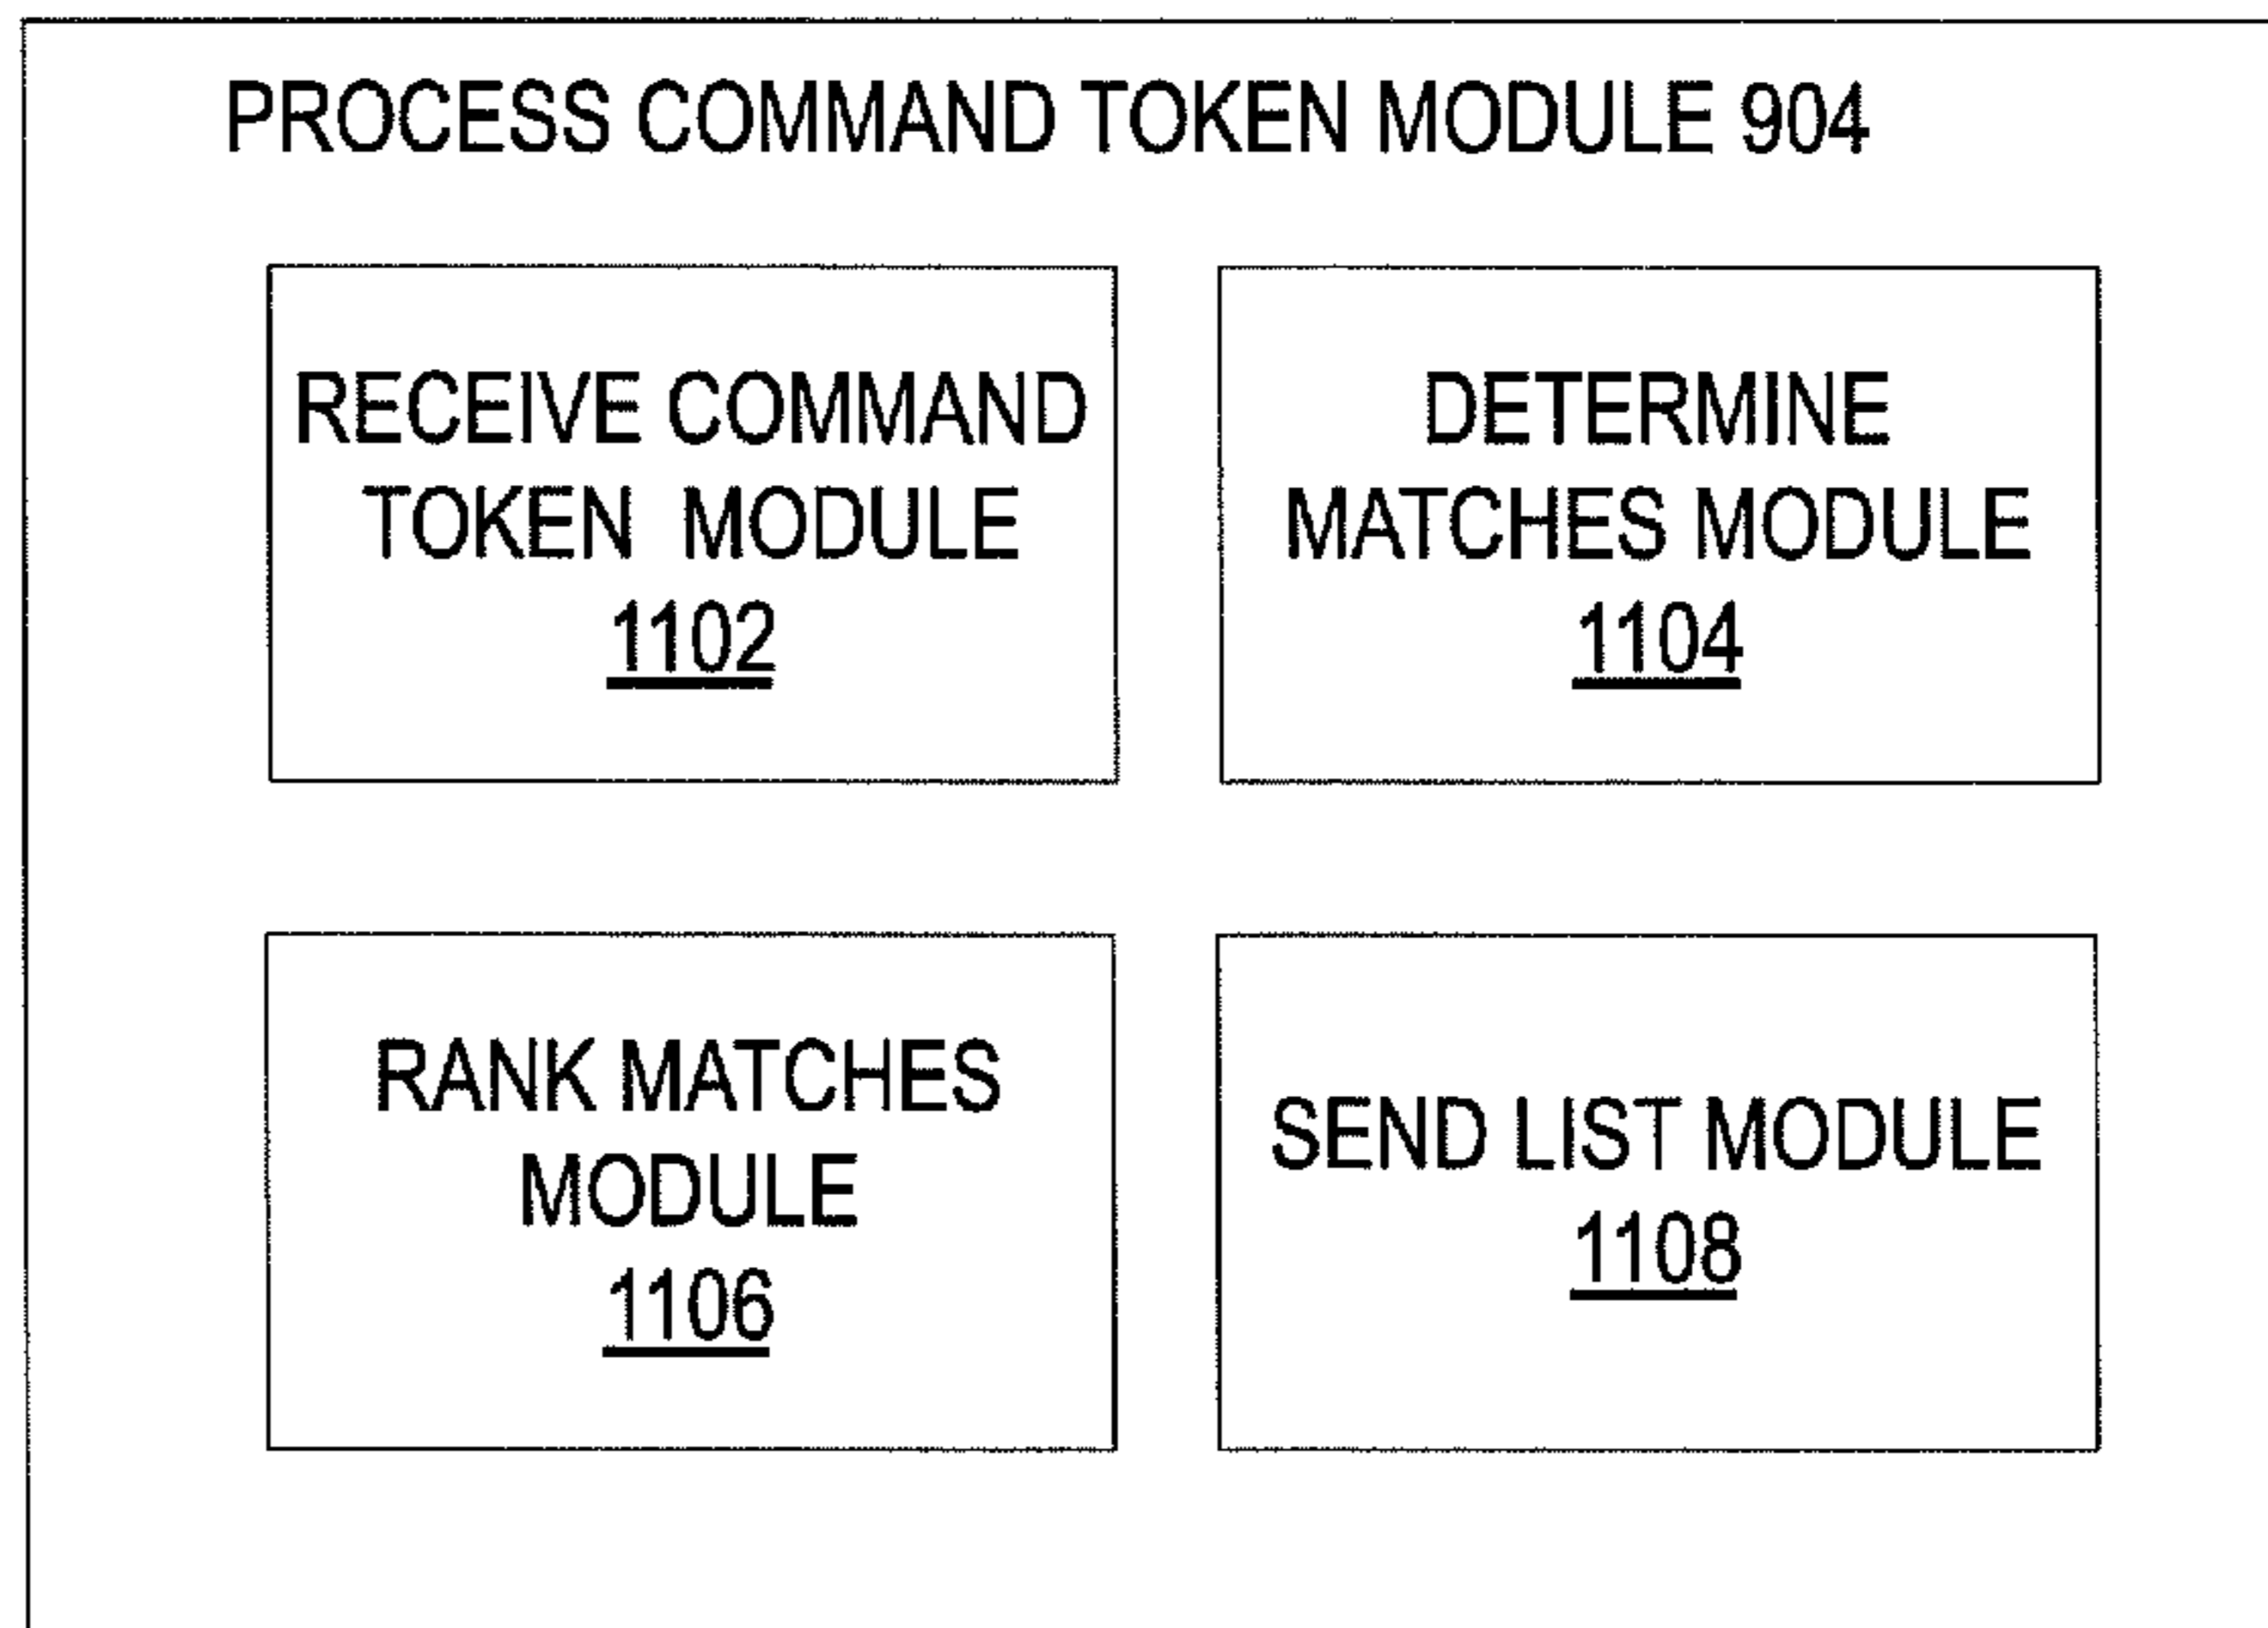 PROCESS COMMAND TOKEN MODULE 904
RECEIVE COMMAND
TOKEN MODULE
1102
DETERMINE
MATCHES MODULE
1104
RANK MATCHES
MODULE
1106
SEND LIST MODULE
1108